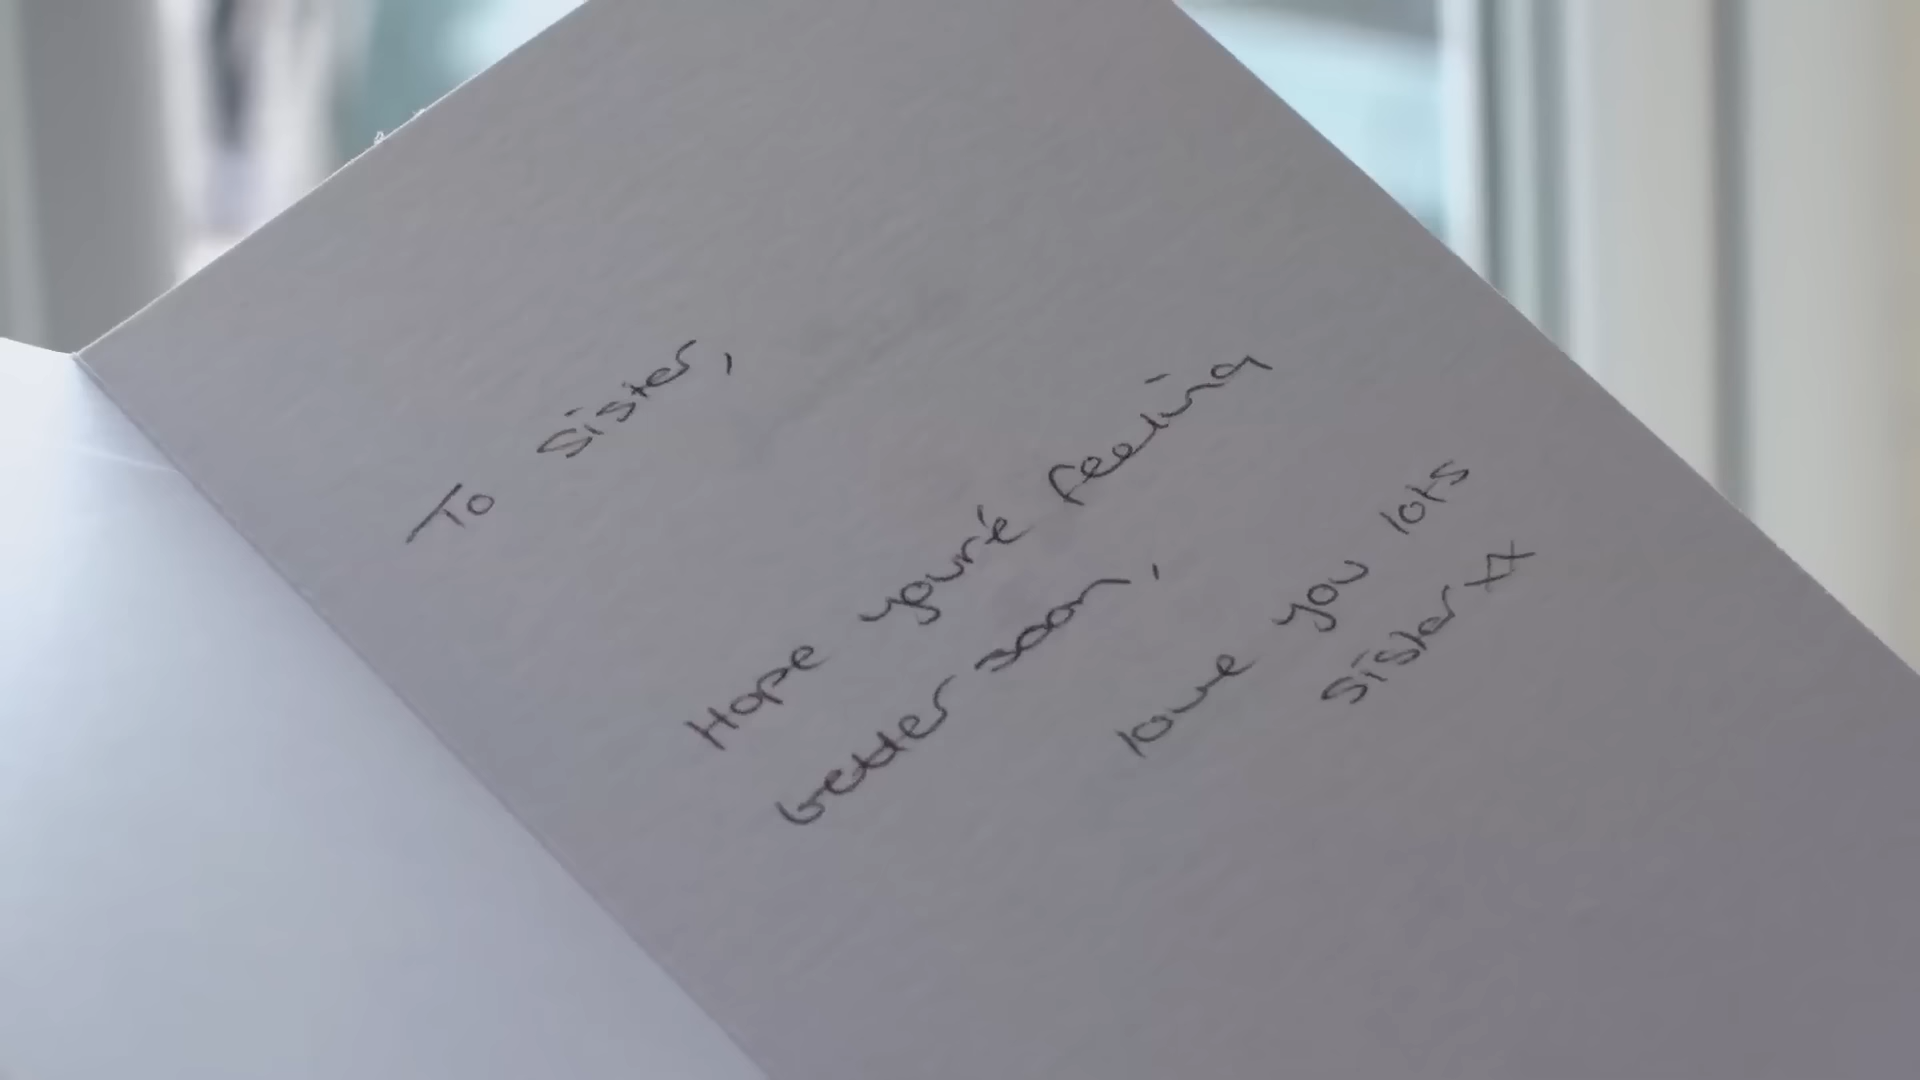 To Sister,
Hope you're feeling
better soon,
love you lots
Sister xx